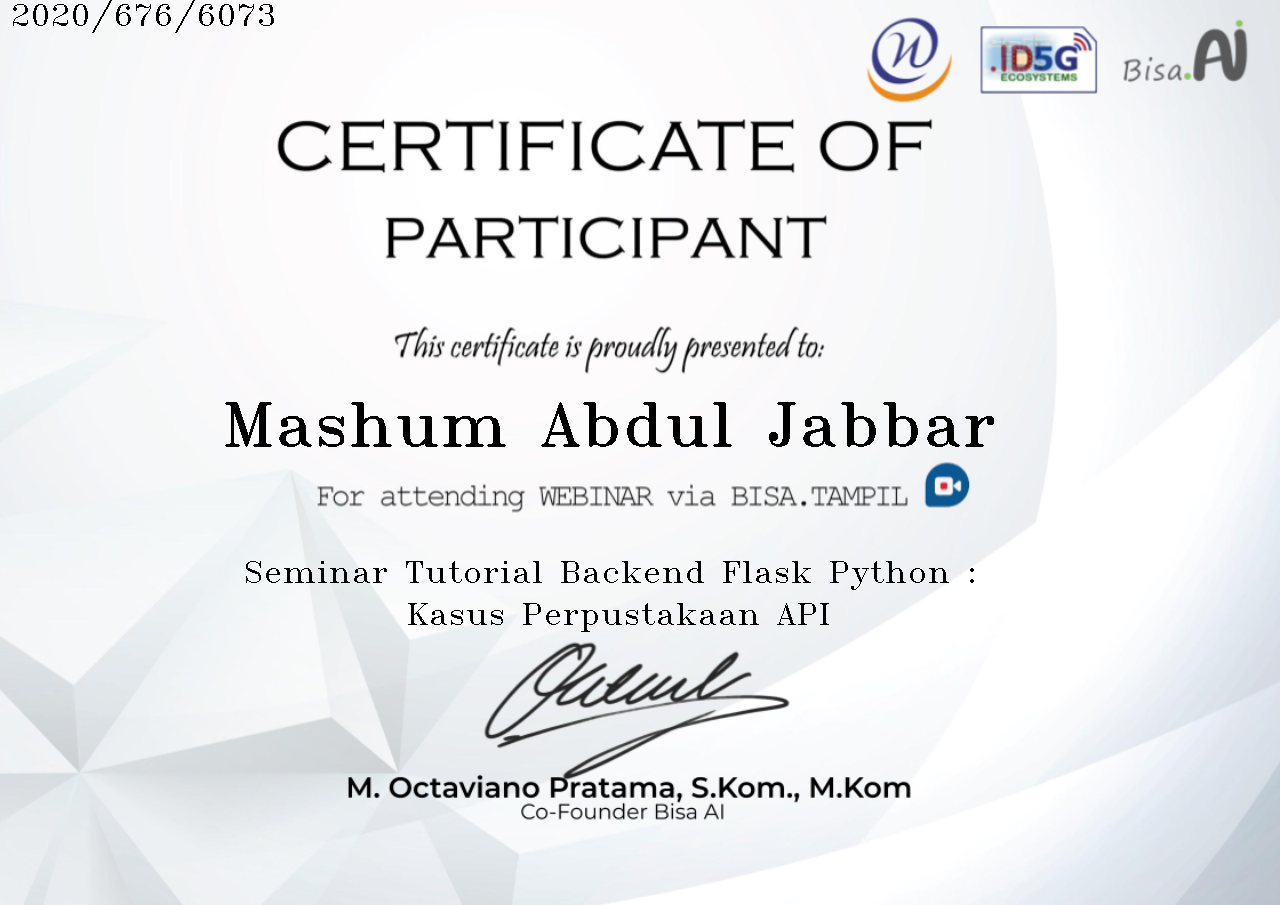 2020/676/6073
W
.ID5G
ECOSYSTEMS
Bisa.AI
CERTIFICATE OF
PARTICIPANT
This certificate is proudly presented to:
Mashum Abdul Jabbar
For attending WEBINAR via BISA.TAMPIL
Seminar Tutorial Backend Flask Python :
Kasus Perpustakaan API
M. Octaviano Pratama, S.Kom., M.Kom
Co-Founder Bisa AI